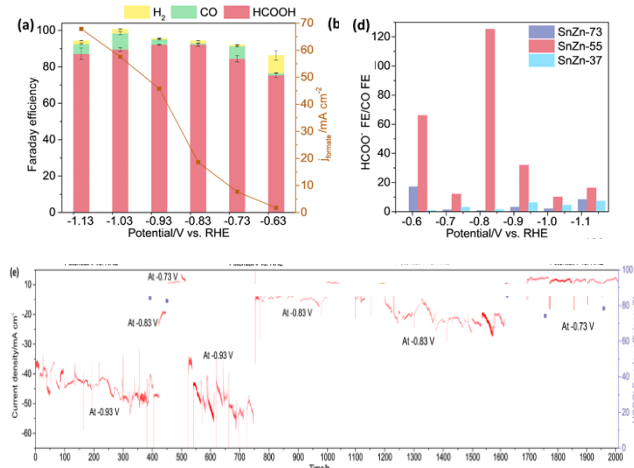 (a)
H₂ CO HCOOH
Faraday efficiency
100
80
60
40
20
0
-1.13 -1.03 -0.93 -0.83 -0.73 -0.63
Potential/V vs. RHE
70
60
50
40
30
20
10
0
j formate /mA cm⁻²
(b)
(d)
SnZn-73
SnZn-55
SnZn-37
HCOO⁻ FE/CO FE
120
100
80
60
40
20
0
-0.6 -0.7 -0.8 -0.9 -1.0 -1.1
Potential/V vs. RHE
(e)
At -0.73 V
At -0.83 V
At -0.93 V
At -0.93 V
At -0.83 V
At -0.83 V
At -0.73 V
Current density/mA cm⁻²
10
0
-10
-20
-30
-40
-50
-60
0 100 200 300 400 500 600 700 800 900 1000 1100 1200 1300 1400 1500 1600 1700 1800 1900 2000
100
80
60
40
20
0